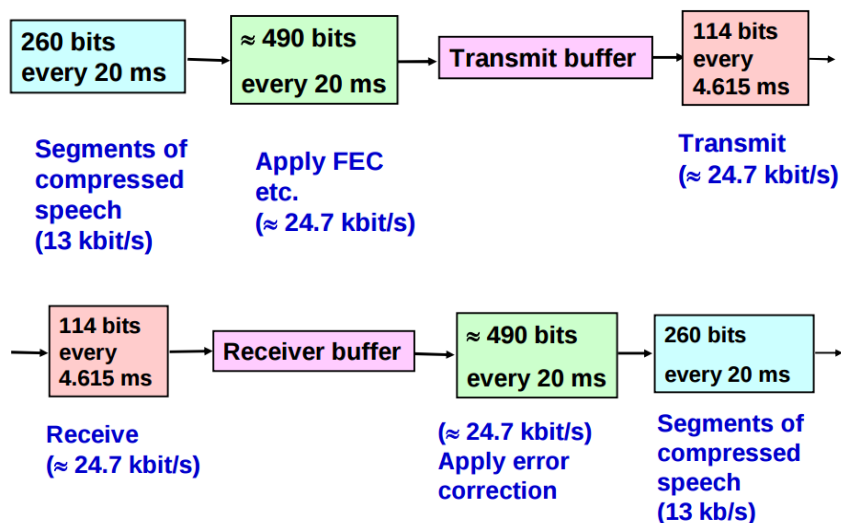 260 bits
every 20 ms
≈ 490 bits
every 20 ms
Transmit buffer
114 bits
every
4.615 ms
Segments of
compressed
speech
(13 kbit/s)
Apply FEC
etc.
(≈ 24.7 kbit/s)
Transmit
(≈ 24.7 kbit/s)
114 bits
every
4.615 ms
Receiver buffer
≈ 490 bits
every 20 ms
260 bits
every 20 ms
Receive
(≈ 24.7 kbit/s)
(≈ 24.7 kbit/s)
Apply error
correction
Segments of
compressed
speech
(13 kb/s)